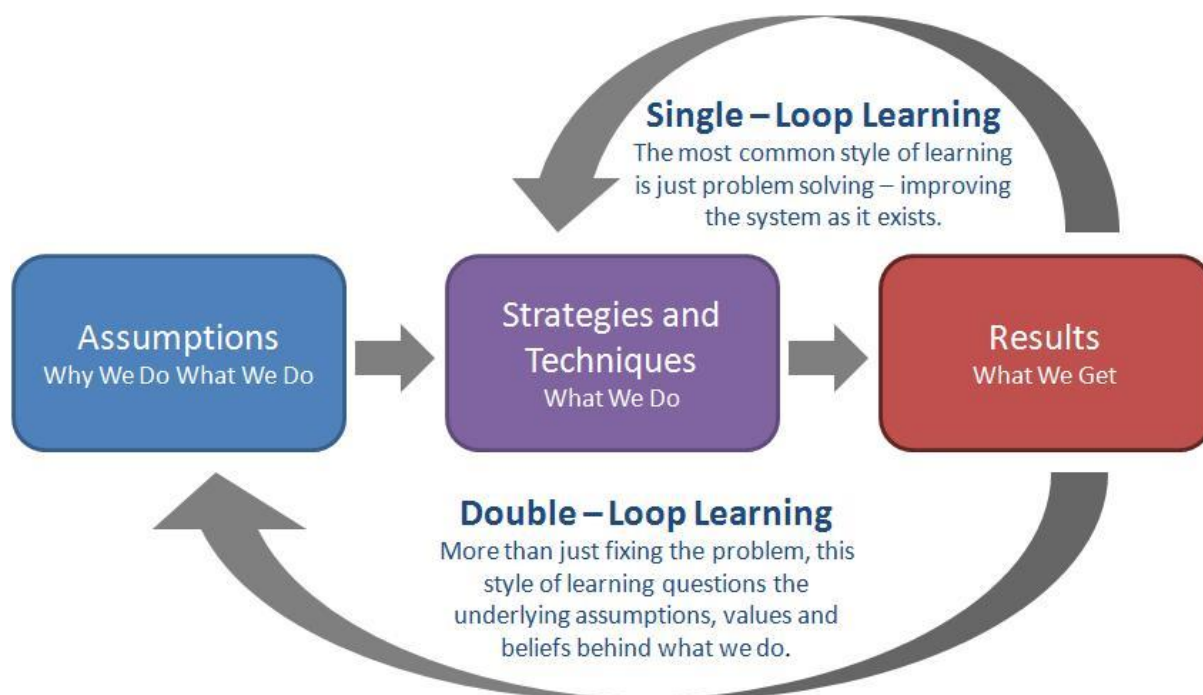 Single – Loop Learning
The most common style of learning
is just problem solving – improving
the system as it exists.
Assumptions
Why We Do What We Do
Strategies and
Techniques
What We Do
Results
What We Get
Double – Loop Learning
More than just fixing the problem, this
style of learning questions the
underlying assumptions, values and
beliefs behind what we do.